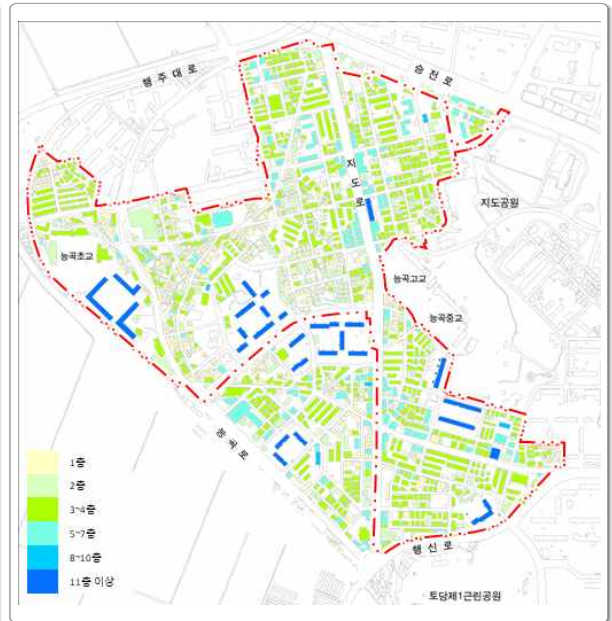 행주대로
승전로
지도로
지도공원
능곡초교
능곡고교
능곡중교
능곡로
1층
2층
3~4층
5~7층
8~10층
11층 이상
행신로
토당제1근린공원